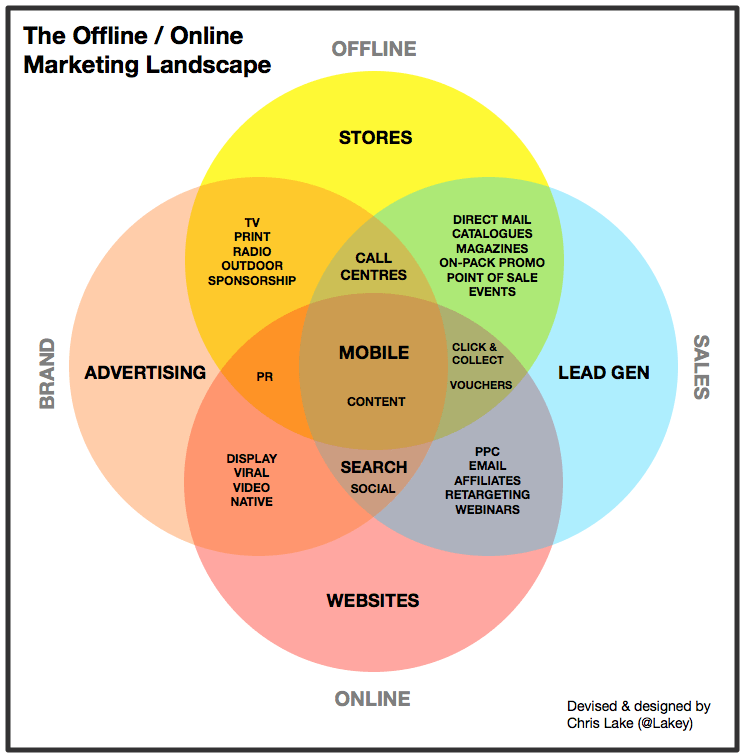 The Offline / Online
Marketing Landscape
OFFLINE
STORES
TV
PRINT
RADIO
OUTDOOR
SPONSORSHIP
CALL
CENTRES
DIRECT MAIL
CATALOGUES
MAGAZINES
ON-PACK PROMO
POINT OF SALE
EVENTS
BRAND
ADVERTISING
PR
MOBILE
CONTENT
CLICK &
COLLECT
VOUCHERS
LEAD GEN
SALES
DISPLAY
VIRAL
VIDEO
NATIVE
SEARCH
SOCIAL
PPC
EMAIL
AFFILIATES
RETARGETING
WEBINARS
WEBSITES
ONLINE
Devised & designed by
Chris Lake (@Lakey)